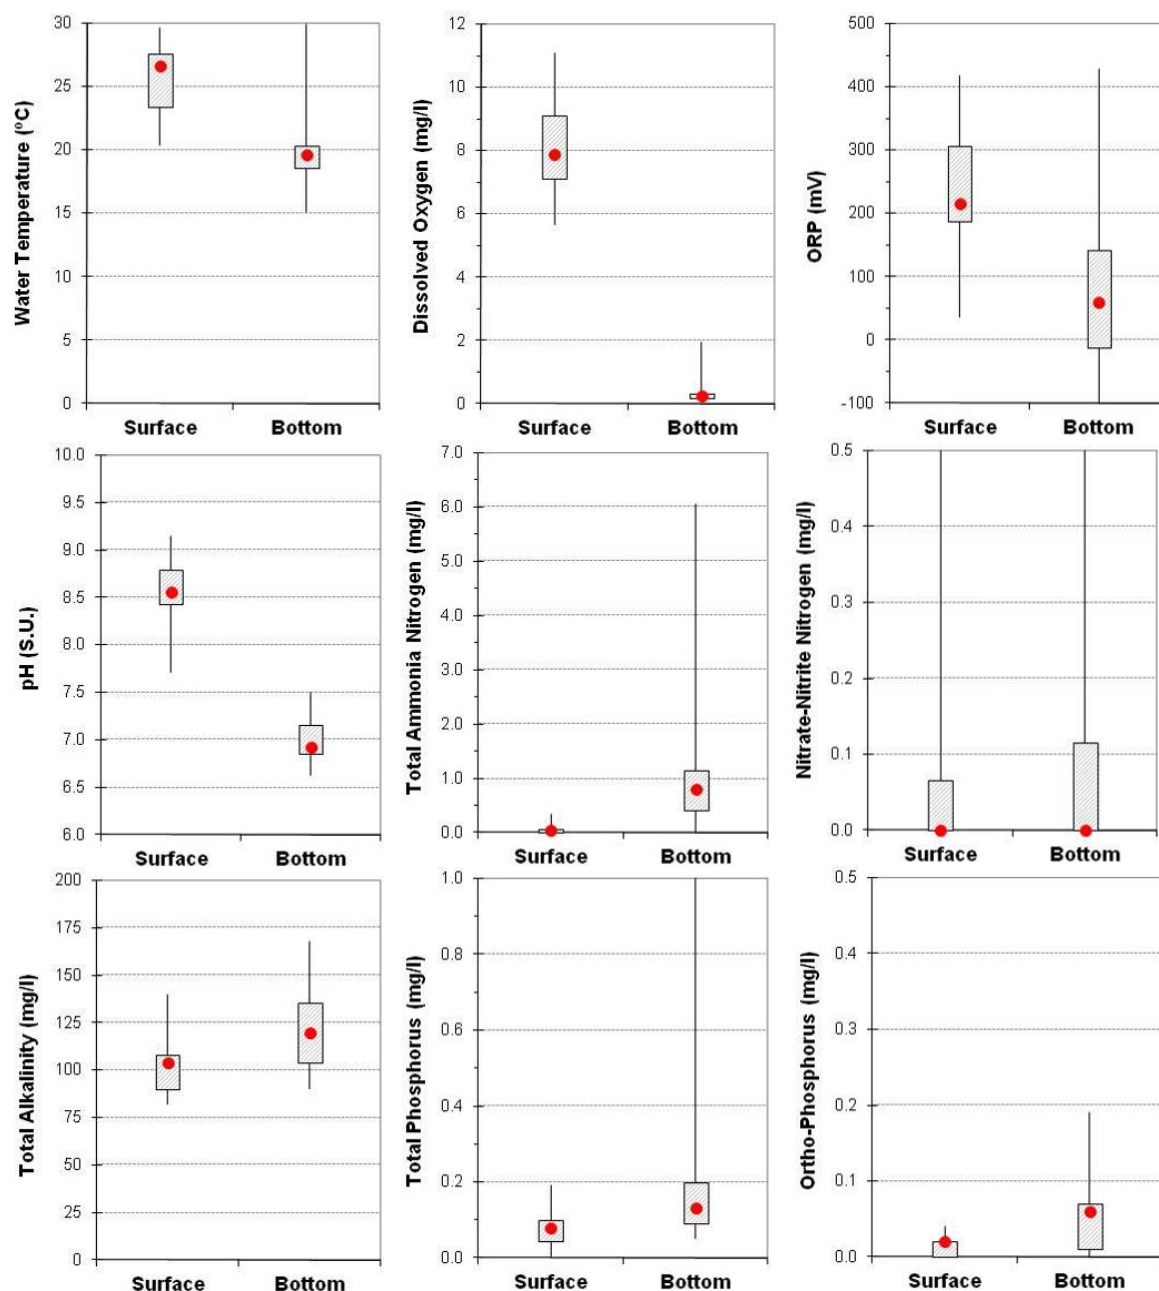 Water Temperature (ºC)
30
25
20
15
10
5
0
Surface
Bottom
Dissolved Oxygen (mg/l)
12
10
8
6
4
2
0
Surface
Bottom
ORP (mV)
500
400
300
200
100
0
-100
Surface
Bottom
pH (S.U.)
10.0
9.5
9.0
8.5
8.0
7.5
7.0
6.5
6.0
Surface
Bottom
Total Ammonia Nitrogen (mg/l)
7.0
6.0
5.0
4.0
3.0
2.0
1.0
0.0
Surface
Bottom
Nitrate-Nitrite Nitrogen (mg/l)
0.5
0.4
0.3
0.2
0.1
0.0
Surface
Bottom
Total Alkalinity (mg/l)
200
175
150
125
100
75
50
25
0
Surface
Bottom
Total Phosphorus (mg/l)
1.0
0.8
0.6
0.4
0.2
0.0
Surface
Bottom
Ortho-Phosphorus (mg/l)
0.5
0.4
0.3
0.2
0.1
0.0
Surface
Bottom